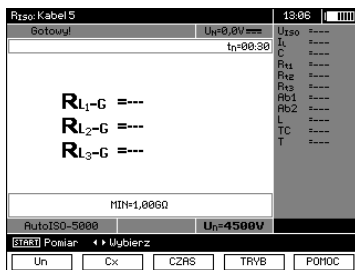 RISO: Kabel 5 13:06
Gotowy! UN=0,0V
tn=00:30
RL1-G =---
RL2-G =---
RL3-G =---
MIN=1,00GΩ
AutoISO-5000 Un=4500V
UISO =---
IL =---
C =---
Rt1 =---
Rt2 =---
Rt3 =---
Ab1 =---
Ab2 =---
L =---
TC =---
T =---
START Pomiar Wybierz
Un Cx CZAS TRYB POMOC